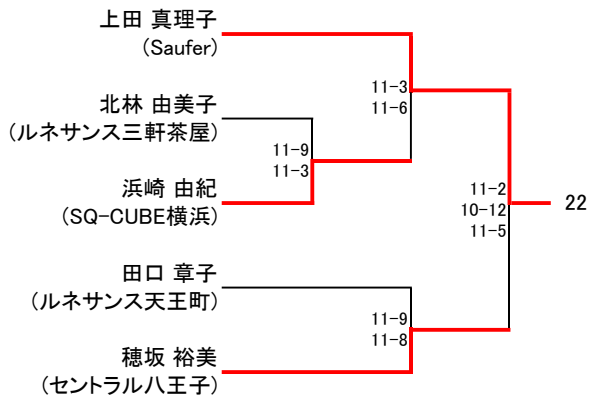 上田 真理子
(Saufer)
北林 由美子
(ルネサンス三軒茶屋)
浜崎 由紀
(SQ-CUBE横浜)
田口 章子
(ルネサンス天王町)
穂坂 裕美
(セントラル八王子)
11-9
11-3
11-3
11-6
11-9
11-8
11-2
10-12
11-5
22